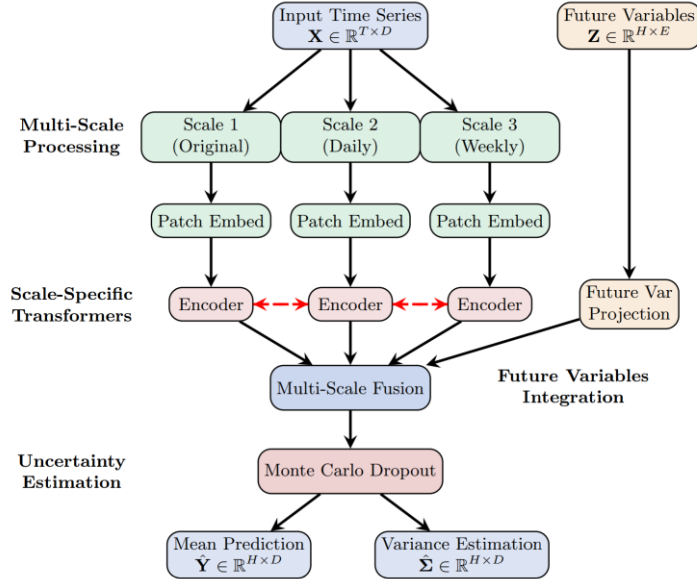 Input Time Series
X ∈ ℝ^{T×D}
Future Variables
Z ∈ ℝ^{H×E}
Multi-Scale
Processing
Scale 1
(Original)
Scale 2
(Daily)
Scale 3
(Weekly)
Patch Embed
Patch Embed
Patch Embed
Scale-Specific
Transformers
Encoder
Encoder
Encoder
Future Var
Projection
Multi-Scale Fusion
Future Variables
Integration
Uncertainty
Estimation
Monte Carlo Dropout
Mean Prediction
Ŷ ∈ ℝ^{H×D}
Variance Estimation
Σ̂ ∈ ℝ^{H×D}